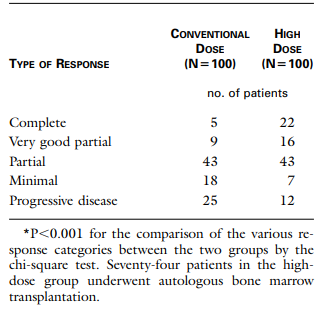 CONVENTIONAL HIGH
DOSE DOSE
TYPE OF RESPONSE (N=100) (N=100)
no. of patients
Complete 5 22
Very good partial 9 16
Partial 43 43
Minimal 18 7
Progressive disease 25 12
*P<0.001 for the comparison of the various re-
sponse categories between the two groups by the
chi-square test. Seventy-four patients in the high-
dose group underwent autologous bone marrow
transplantation.